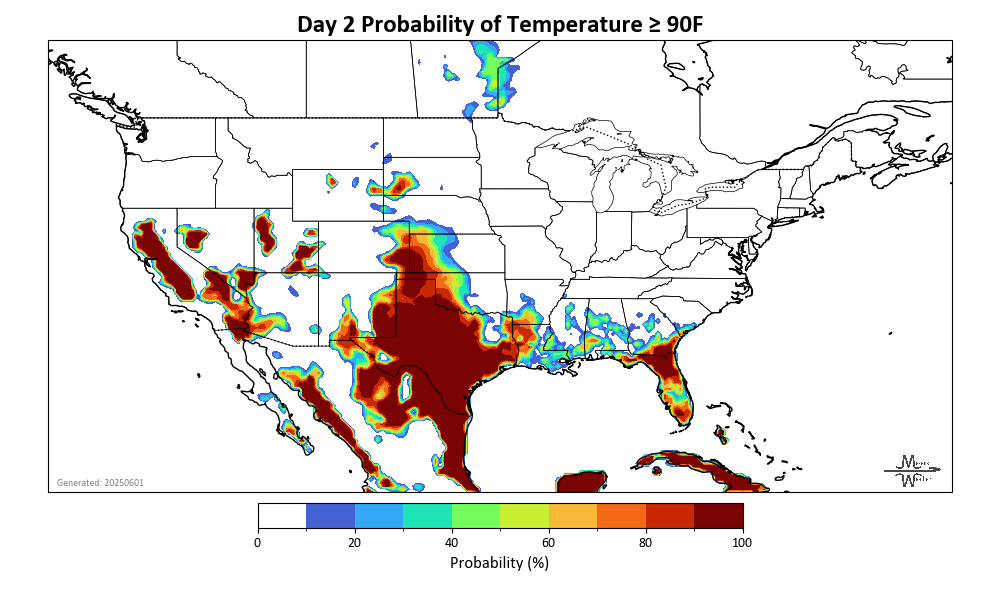 Day 2 Probability of Temperature ≥ 90F
Generated: 20250601
0 20 40 60 80 100
Probability (%)